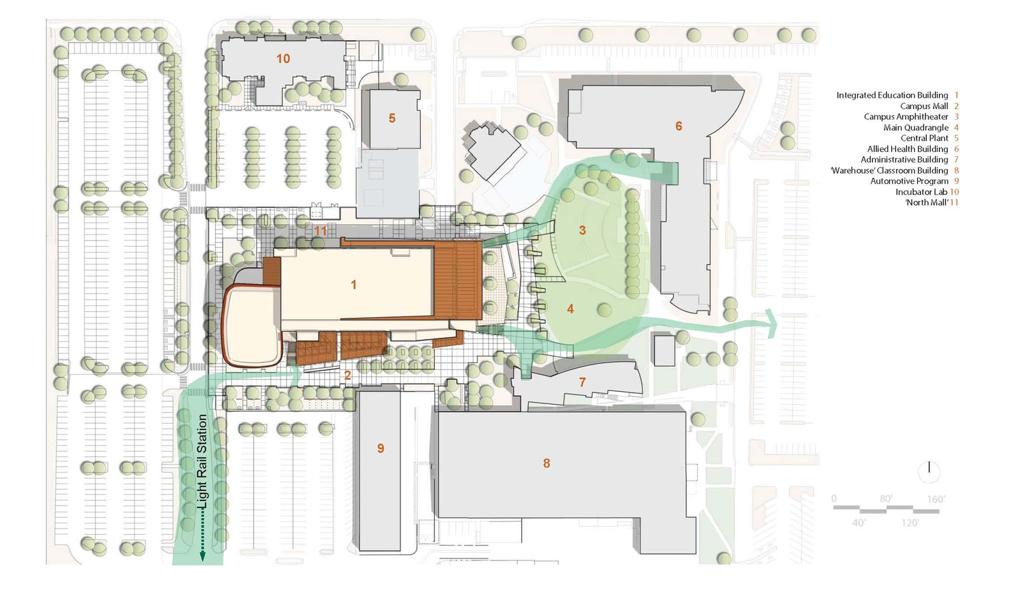 10
5
6
3
11
1
4
2
7
9
8
Light Rail Station
Integrated Education Building 1
Campus Mall 2
Campus Amphitheater 3
Main Quadrangle 4
Central Plant 5
Allied Health Building 6
Administrative Building 7
'Warehouse' Classroom Building 8
Automotive Program 9
Incubator Lab 10
'North Mall' 11
0 80' 160'
40' 120'